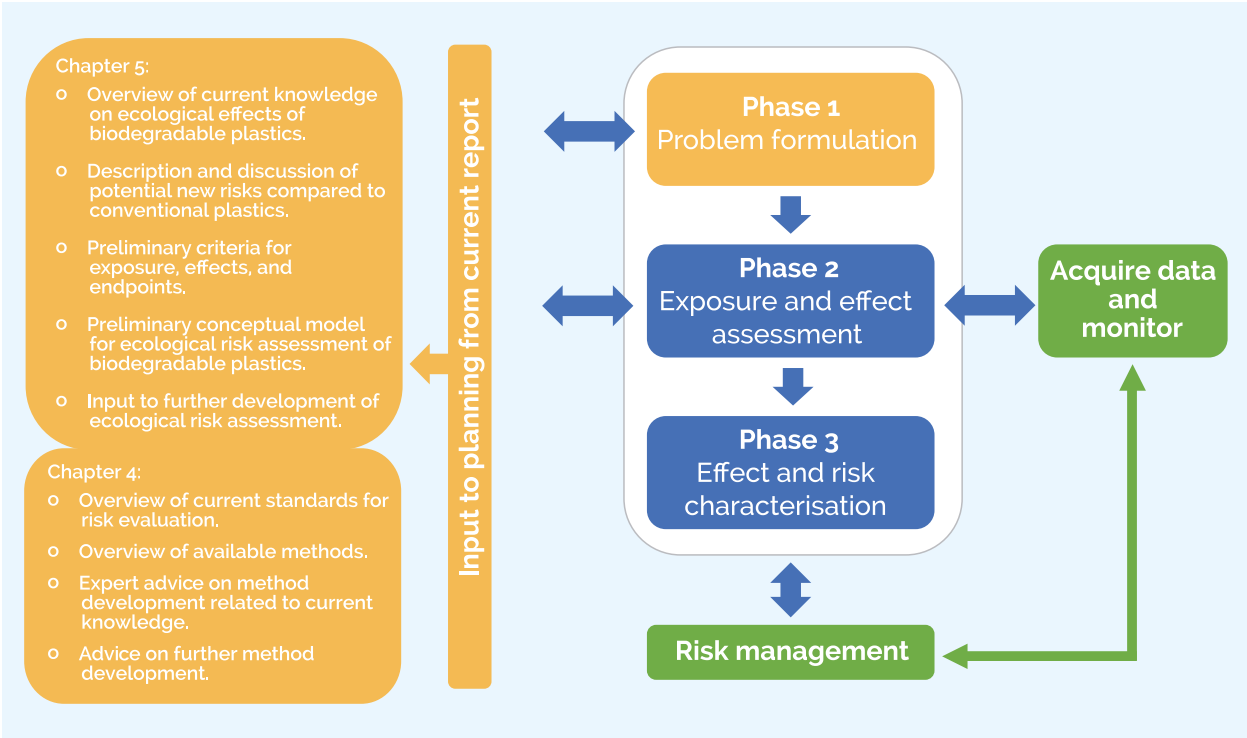 Chapter 5:
o Overview of current knowledge
on ecological effects of
biodegradable plastics.
o Description and discussion of
potential new risks compared to
conventional plastics.
o Preliminary criteria for
exposure, effects, and
endpoints.
o Preliminary conceptual model
for ecological risk assessment of
biodegradable plastics.
o Input to further development of
ecological risk assessment.
Chapter 4:
o Overview of current standards for
risk evaluation.
o Overview of available methods.
o Expert advice on method
development related to current
knowledge.
o Advice on further method
development.
Input to planning from current report
Phase 1
Problem formulation
Phase 2
Exposure and effect
assessment
Phase 3
Effect and risk
characterisation
Risk management
Acquire data
and
monitor